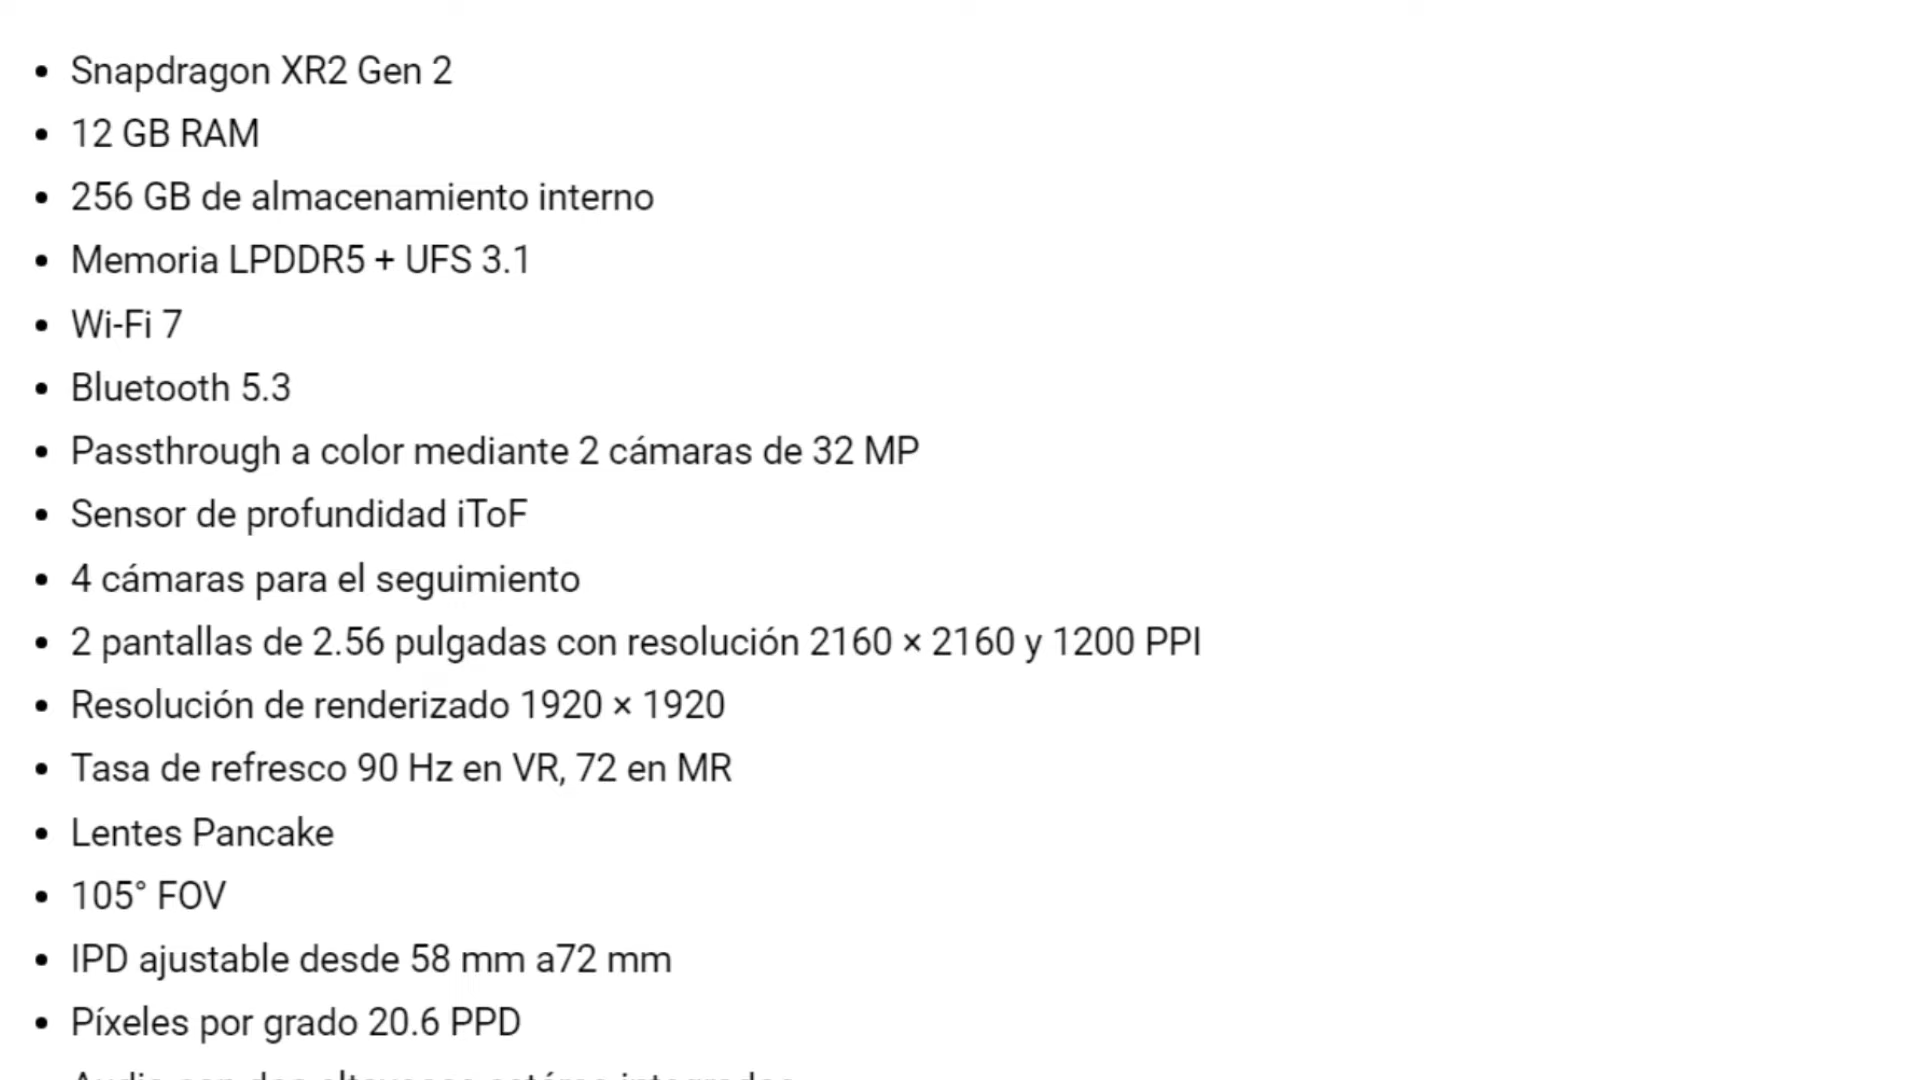 Snapdragon XR2 Gen 2
12 GB RAM
256 GB de almacenamiento interno
Memoria LPDDR5 + UFS 3.1
Wi-Fi 7
Bluetooth 5.3
Passthrough a color mediante 2 cámaras de 32 MP
Sensor de profundidad iToF
4 cámaras para el seguimiento
2 pantallas de 2.56 pulgadas con resolución 2160 × 2160 y 1200 PPI
Resolución de renderizado 1920 × 1920
Tasa de refresco 90 Hz en VR, 72 en MR
Lentes Pancake
105° FOV
IPD ajustable desde 58 mm a72 mm
Píxeles por grado 20.6 PPD